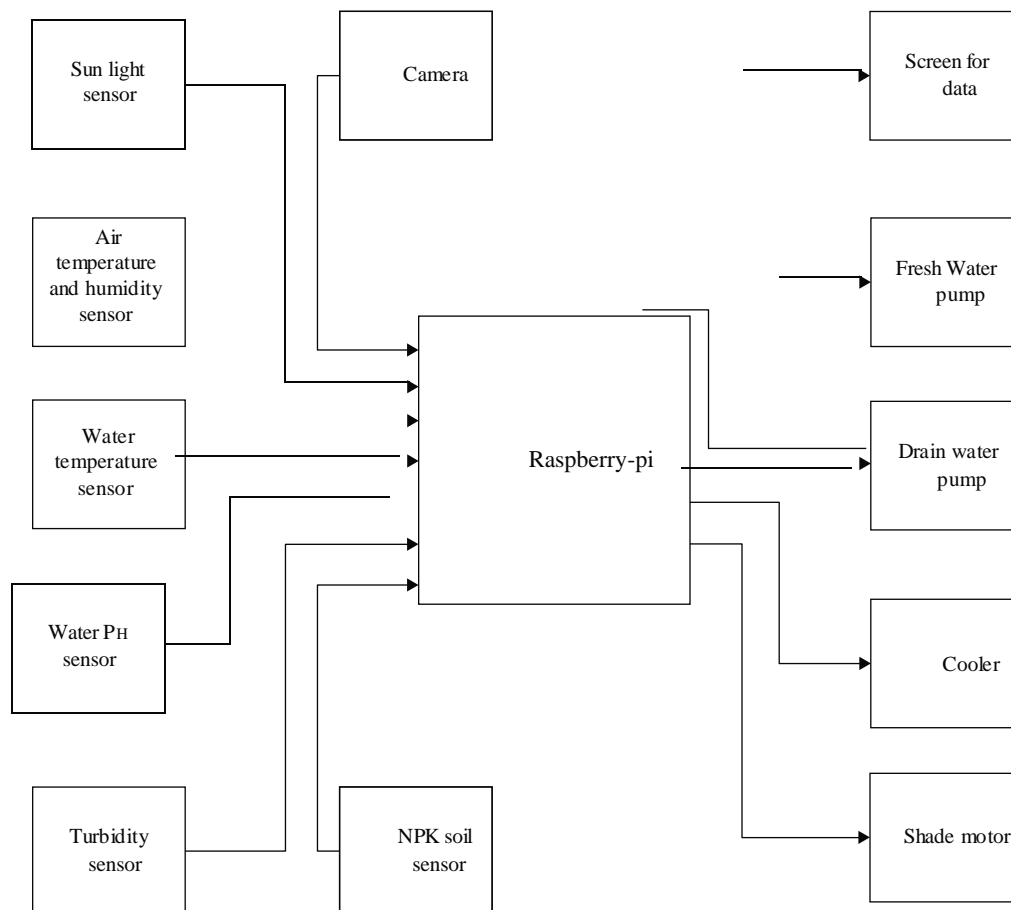 Sun light
sensor
Camera
Screen for
data
Air
temperature
and humidity
sensor
Fresh Water
pump
Water
temperature
sensor
Raspberry-pi
Drain water
pump
Water PH
sensor
Cooler
Turbidity
sensor
NPK soil
sensor
Shade motor